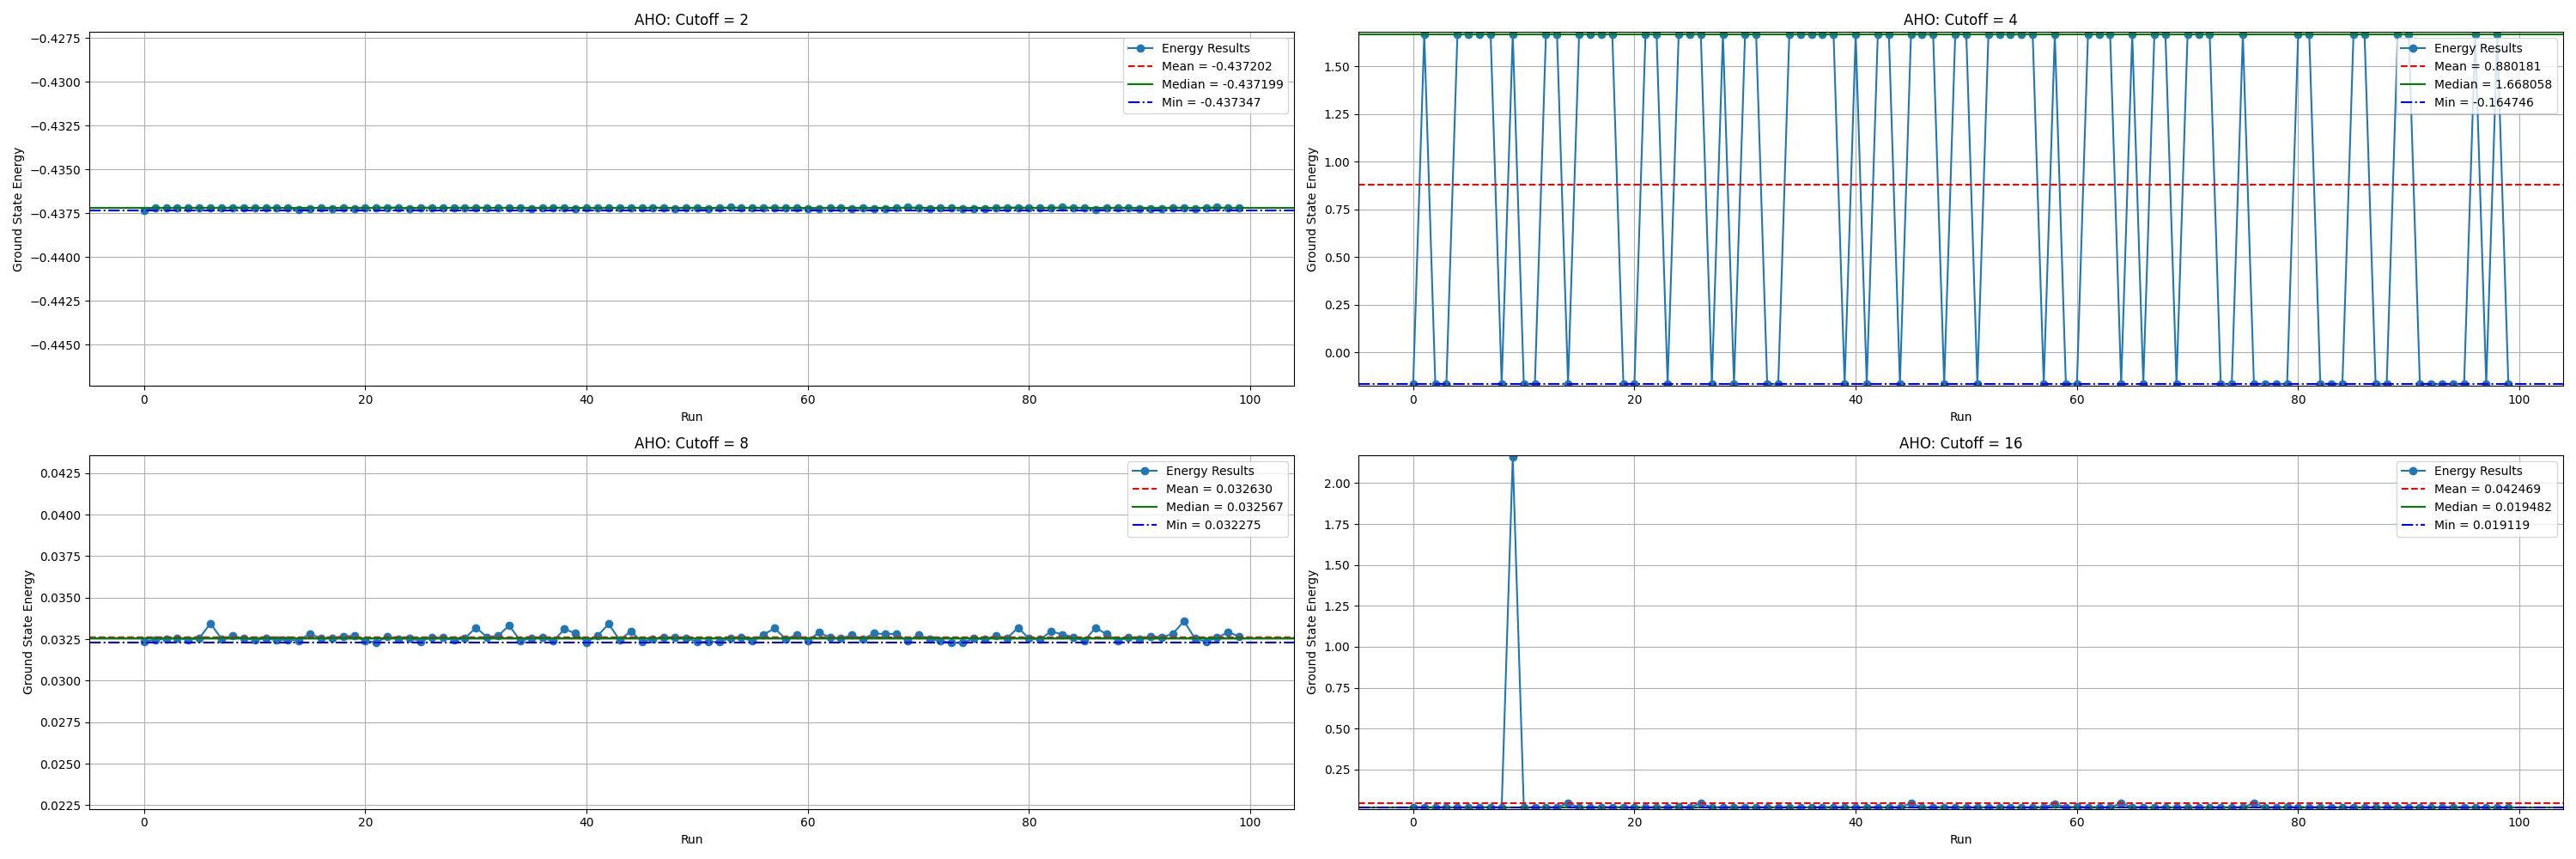 AHO: Cutoff = 2
−0.4275
−0.4300
−0.4325
−0.4350
−0.4375
−0.4400
−0.4425
−0.4450
Ground State Energy
Energy Results
Mean = -0.437202
Median = -0.437199
Min = -0.437347
0 20 40 60 80 100
Run
AHO: Cutoff = 4
1.50
1.25
1.00
0.75
0.50
0.25
0.00
Ground State Energy
Energy Results
Mean = 0.880181
Median = 1.668058
Min = -0.164746
0 20 40 60 80 100
Run
AHO: Cutoff = 8
0.0425
0.0400
0.0375
0.0350
0.0325
0.0300
0.0275
0.0250
0.0225
Ground State Energy
Energy Results
Mean = 0.032630
Median = 0.032567
Min = 0.032275
0 20 40 60 80 100
Run
AHO: Cutoff = 16
2.00
1.75
1.50
1.25
1.00
0.75
0.50
0.25
Ground State Energy
Energy Results
Mean = 0.042469
Median = 0.019482
Min = 0.019119
0 20 40 60 80 100
Run